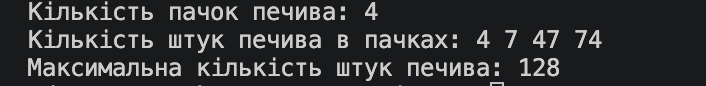 Кількість пачок печива: 4
Кількість штук печива в пачках: 4 7 47 74
Максимальна кількість штук печива: 128